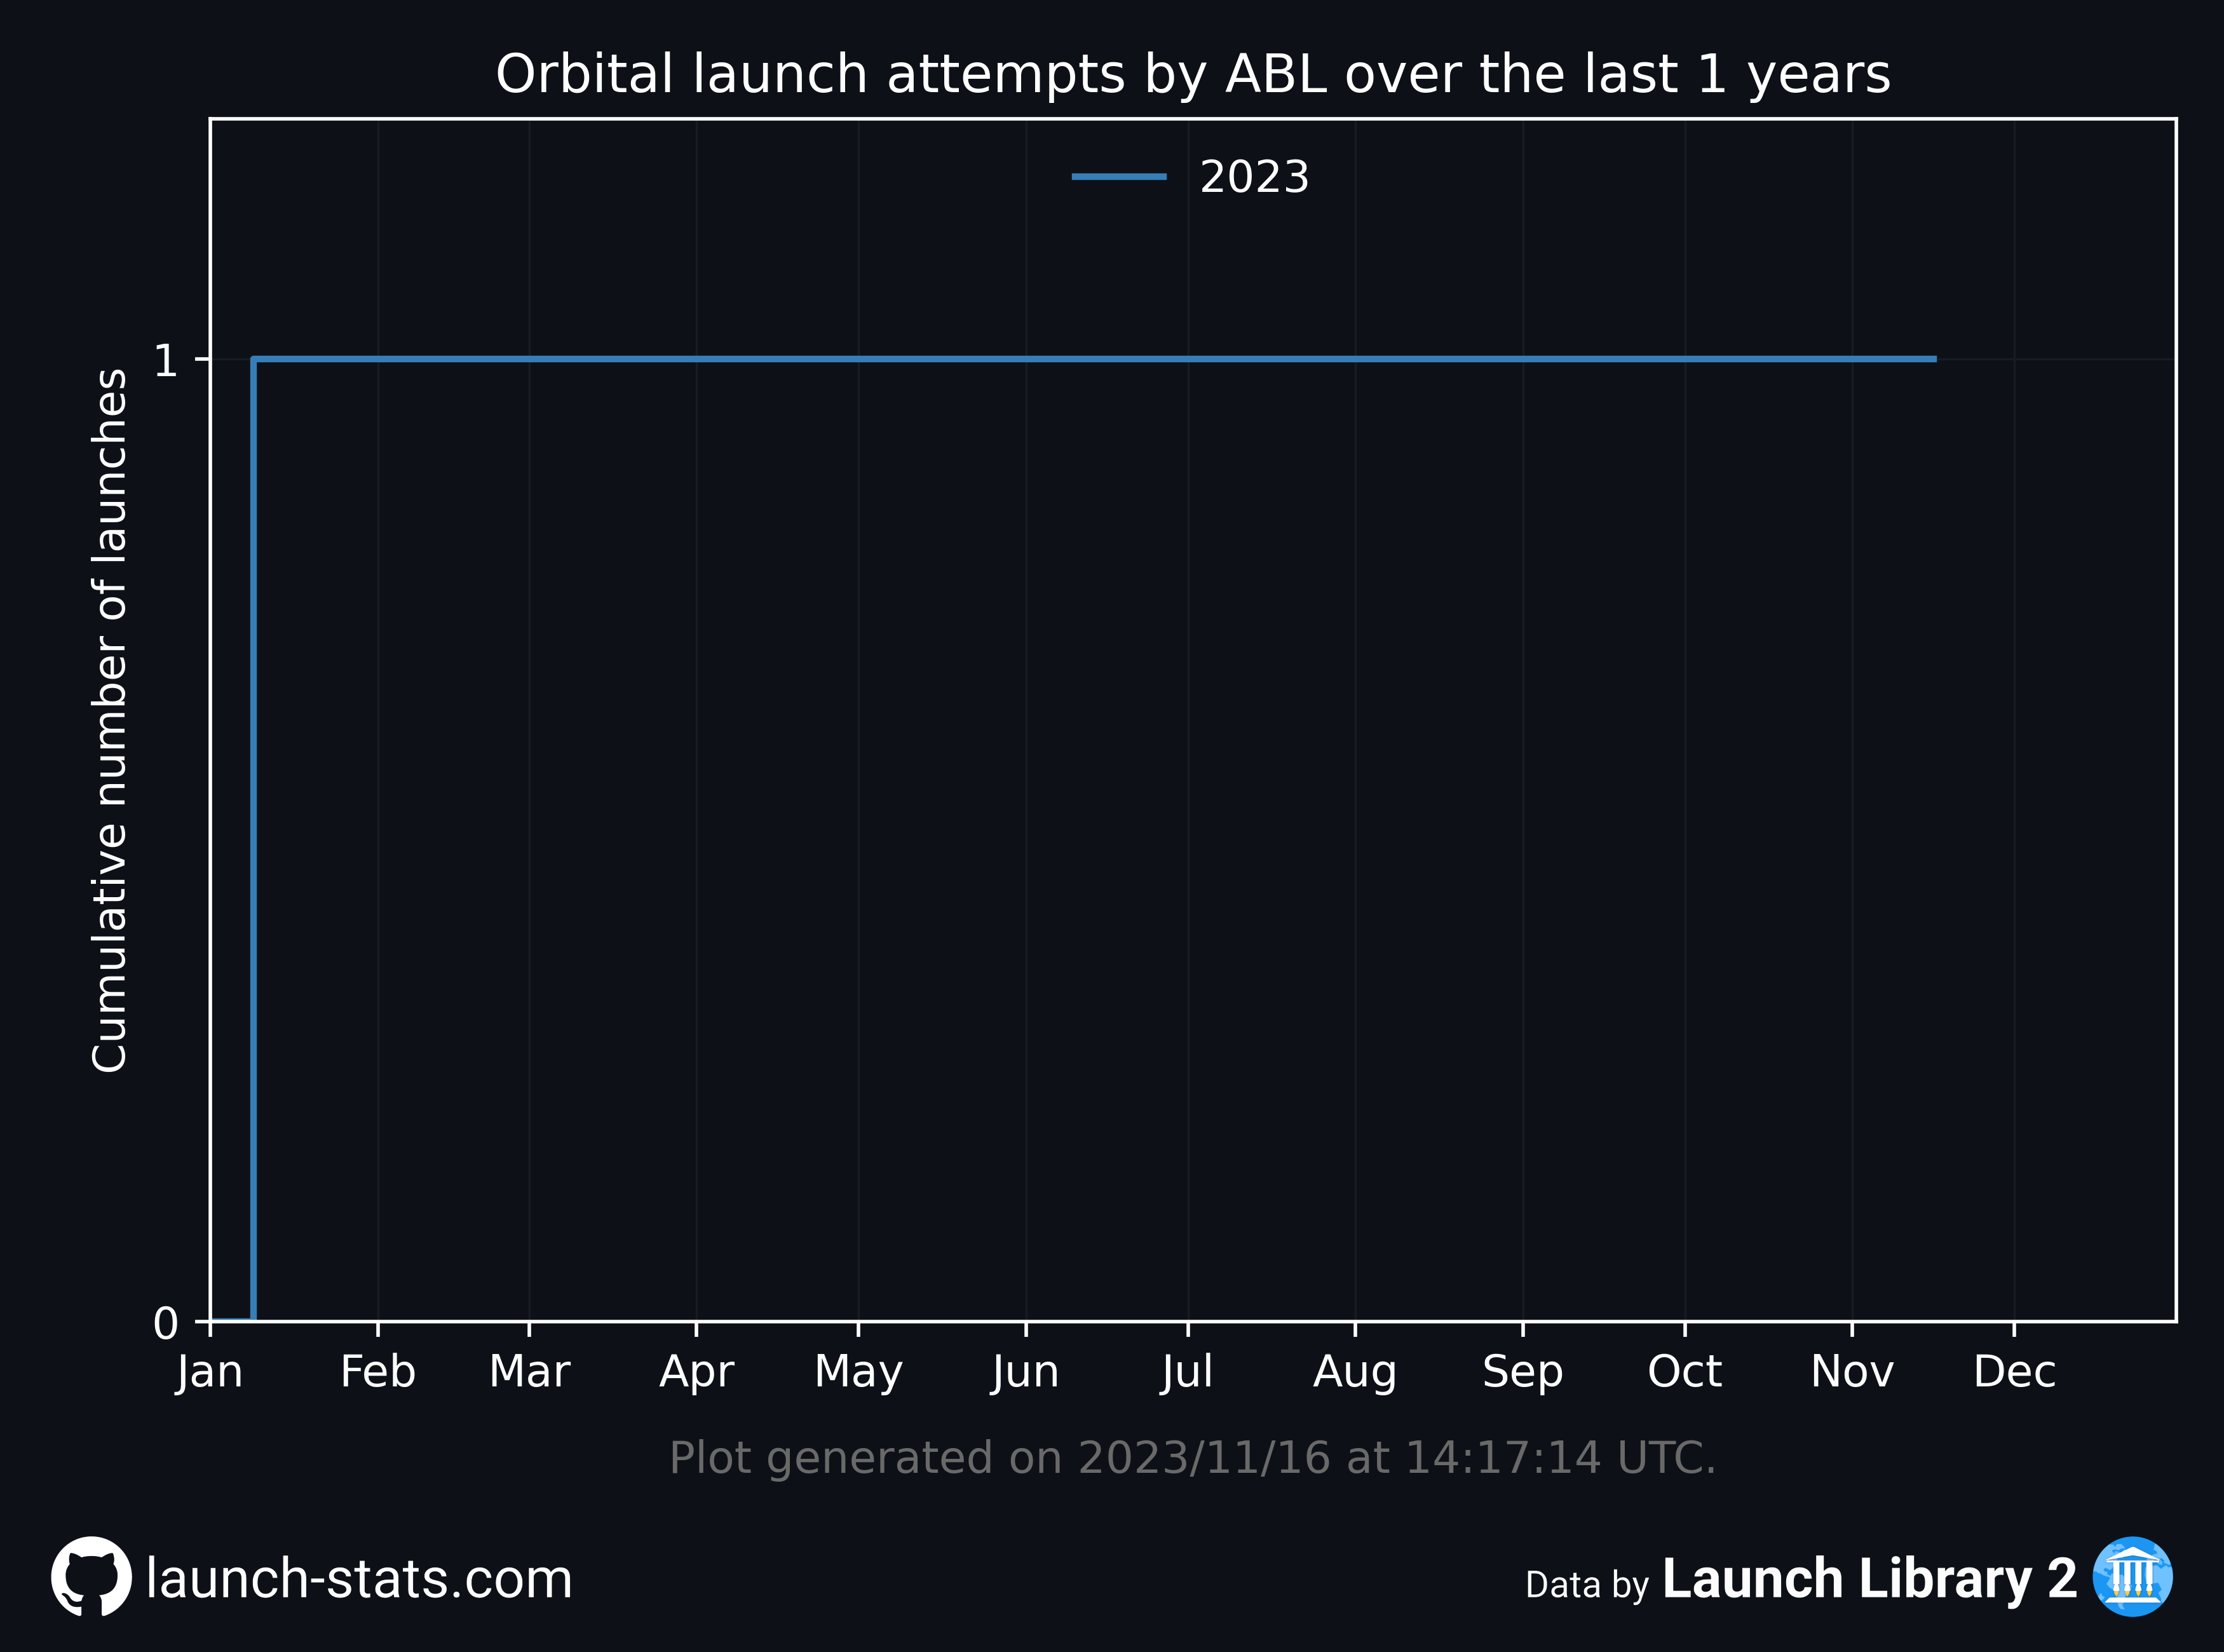 Orbital launch attempts by ABL over the last 1 years
2023
Cumulative number of launches
1
0
Jan Feb Mar Apr May Jun Jul Aug Sep Oct Nov Dec
Plot generated on 2023/11/16 at 14:17:14 UTC.
launch-stats.com
Data by Launch Library 2